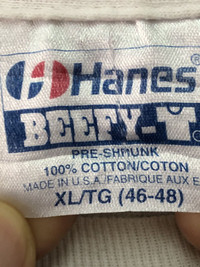 Hanes®
BEEFY-T®
PRE-SHRUNK
100% COTTON/COTON
MADE IN U.S.A. FABRIQUE AUX E
XL/TG (46-48)